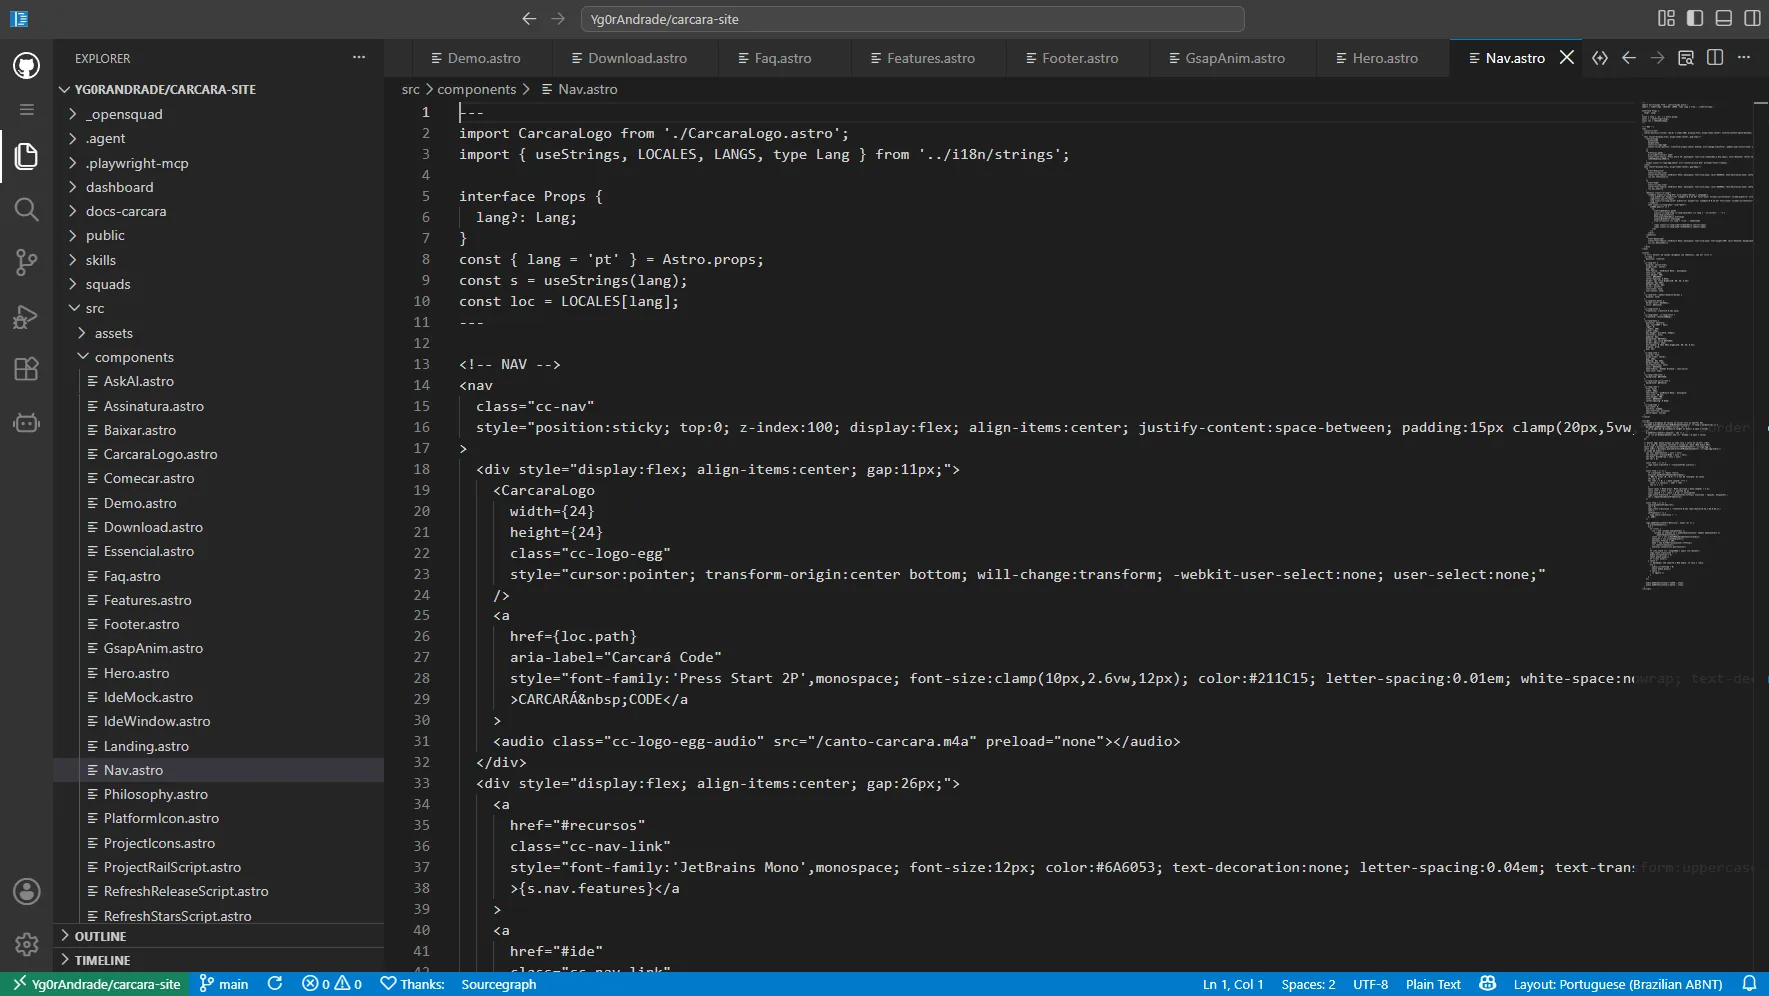 Yg0rAndrade/carcara-site
EXPLORER
YG0RANDRADE/CARCARA-SITE
_opensquad
.agent
.playwright-mcp
dashboard
docs-carcara
public
skills
squads
src
assets
components
AskAI.astro
Assinatura.astro
Baixar.astro
CarcaraLogo.astro
Comecar.astro
Demo.astro
Download.astro
Essencial.astro
Faq.astro
Features.astro
Footer.astro
GsapAnim.astro
Hero.astro
IdeMock.astro
IdeWindow.astro
Landing.astro
Nav.astro
Philosophy.astro
PlatformIcon.astro
ProjectIcons.astro
ProjectRailScript.astro
RefreshReleaseScript.astro
RefreshStarsScript.astro
OUTLINE
TIMELINE
Demo.astro Download.astro Faq.astro Features.astro Footer.astro GsapAnim.astro Hero.astro Nav.astro
src components Nav.astro
1 ---
2 import CarcaraLogo from './CarcaraLogo.astro';
3 import { useStrings, LOCALES, LANGS, type Lang } from '../i18n/strings';
4
5 interface Props {
6 lang?: Lang;
7 }
8 const { lang = 'pt' } = Astro.props;
9 const s = useStrings(lang);
10 const loc = LOCALES[lang];
11 ---
12
13 <!-- NAV -->
14 <nav
15 class="cc-nav"
16 style="position:sticky; top:0; z-index:100; display:flex; align-items:center; justify-content:space-between; padding:15px clamp(20px,5vw,
17 >
18 <div style="display:flex; align-items:center; gap:11px;">
19 <CarcaraLogo
20 width={24}
21 height={24}
22 class="cc-logo-egg"
23 style="cursor:pointer; transform-origin:center bottom; will-change:transform; -webkit-user-select:none; user-select:none;"
24 />
25 <a
26 href={loc.path}
27 aria-label="Carcará Code"
28 style="font-family:'Press Start 2P',monospace; font-size:clamp(10px,2.6vw,12px); color:#211C15; letter-spacing:0.01em; white-space:nowrap; text-dec
29 >CARCARÁ&nbsp;CODE</a
30 >
31 <audio class="cc-logo-egg-audio" src="/canto-carcara.m4a" preload="none"></audio>
32 </div>
33 <div style="display:flex; align-items:center; gap:26px;">
34 <a
35 href="#recursos"
36 class="cc-nav-link"
37 style="font-family:'JetBrains Mono',monospace; font-size:12px; color:#6A6053; text-decoration:none; letter-spacing:0.04em; text-transform:uppercase
38 >{s.nav.features}</a
39 >
40 <a
41 href="#ide"
42 class="cc-nav-link"
Yg0rAndrade/carcara-site main 0 0 Thanks: Sourcegraph Ln 1, Col 1 Spaces: 2 UTF-8 Plain Text Layout: Portuguese (Brazilian ABNT)